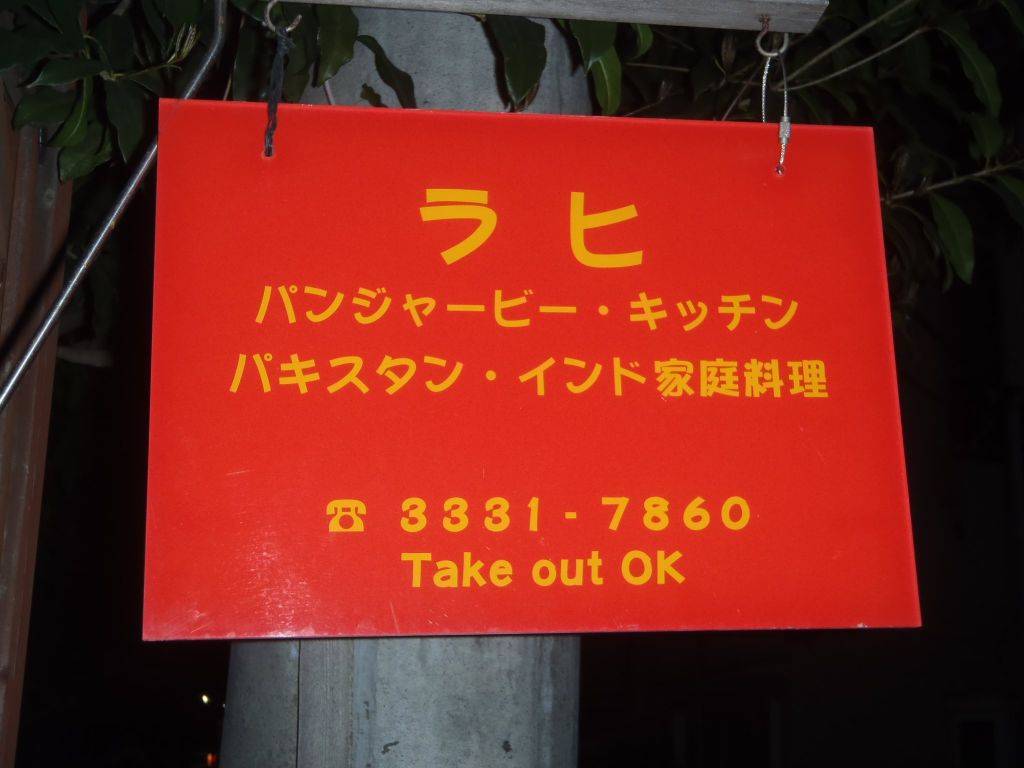 ラヒ
パンジャービー・キッチン
パキスタン・インド家庭料理
☎ 3331-7860
Take out OK